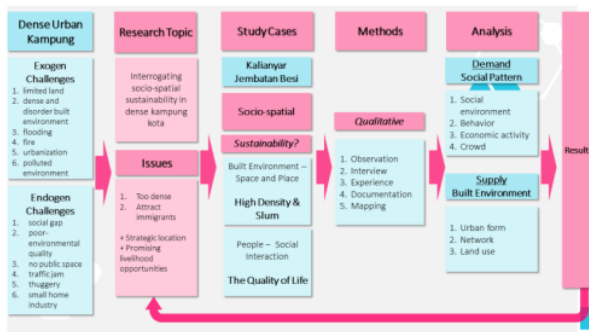 Dense Urban
Kampung
Exogen
Challenges
1. limited land
2. dense and
disorder built
environment
3. flooding
4. fire
5. urbanization
6. polluted
environment
Endogen
Challenges
1. social gap
2. poor-
environmental
quality
3. no public space
4. traffic jam
5. thuggery
6. small home
industry
Research Topic
Interrogating
socio-spatial
sustainability in
dense kampung
kota
Issues
1. Too dense
2. Attract
immigrants
+ Strategic location
+ Promising
livelihood
opportunities
Study Cases
Kalianyar
Jembatan Besi
Socio-spatial
Sustainability?
Built Environment –
Space and Place
High Density &
Slum
People – Social
Interaction
The Quality of Life
Methods
Qualitative
1. Observation
2. Interview
3. Experience
4. Documentation
5. Mapping
Analysis
Demand
Social Pattern
1. Social
environment
2. Behavior
3. Economic activity
4. Crowd
Supply
Built Environment
1. Urban form
2. Network
3. Land use
Result